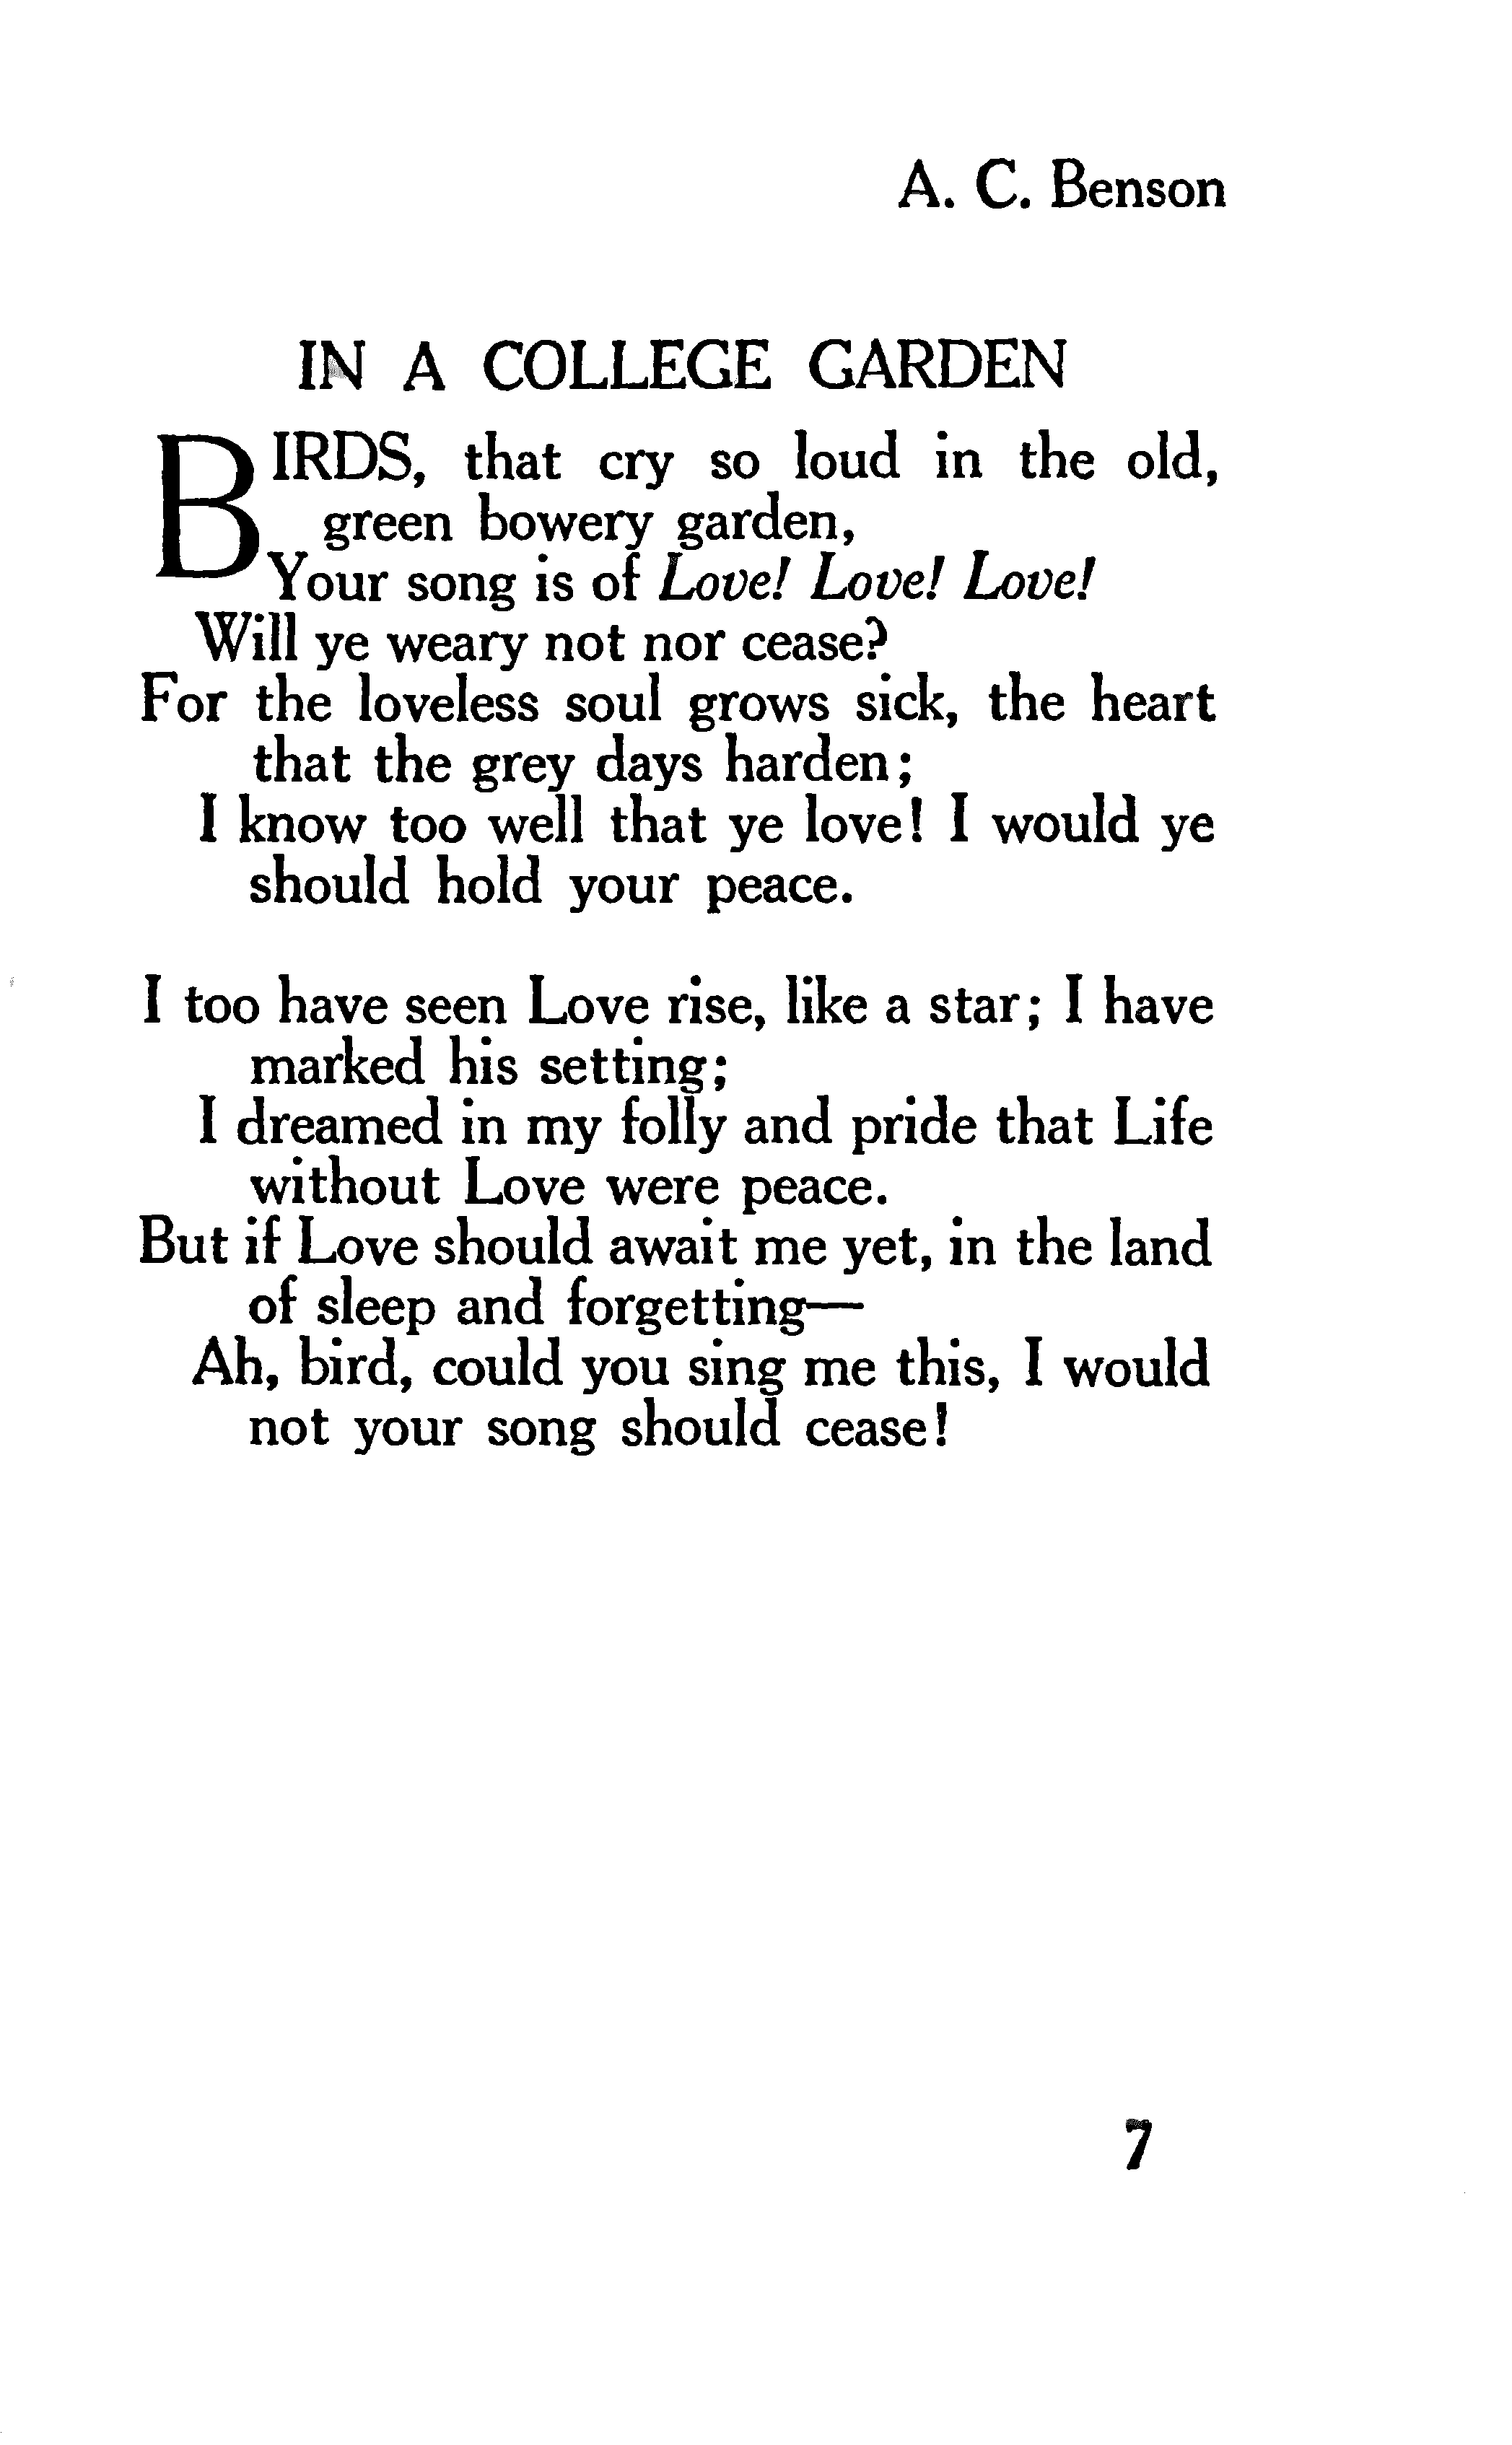 A. C. Benson
IN A COLLEGE GARDEN
BIRDS, that cry so loud in the old,
green bowery garden,
Your song is of Love! Love! Love!
Will ye weary not nor cease?
For the loveless soul grows sick, the heart
that the grey days harden;
I know too well that ye love! I would ye
should hold your peace.
I too have seen Love rise, like a star; I have
marked his setting;
I dreamed in my folly and pride that Life
without Love were peace.
But if Love should await me yet, in the land
of sleep and forgetting—
Ah, bird, could you sing me this, I would
not your song should cease!
7